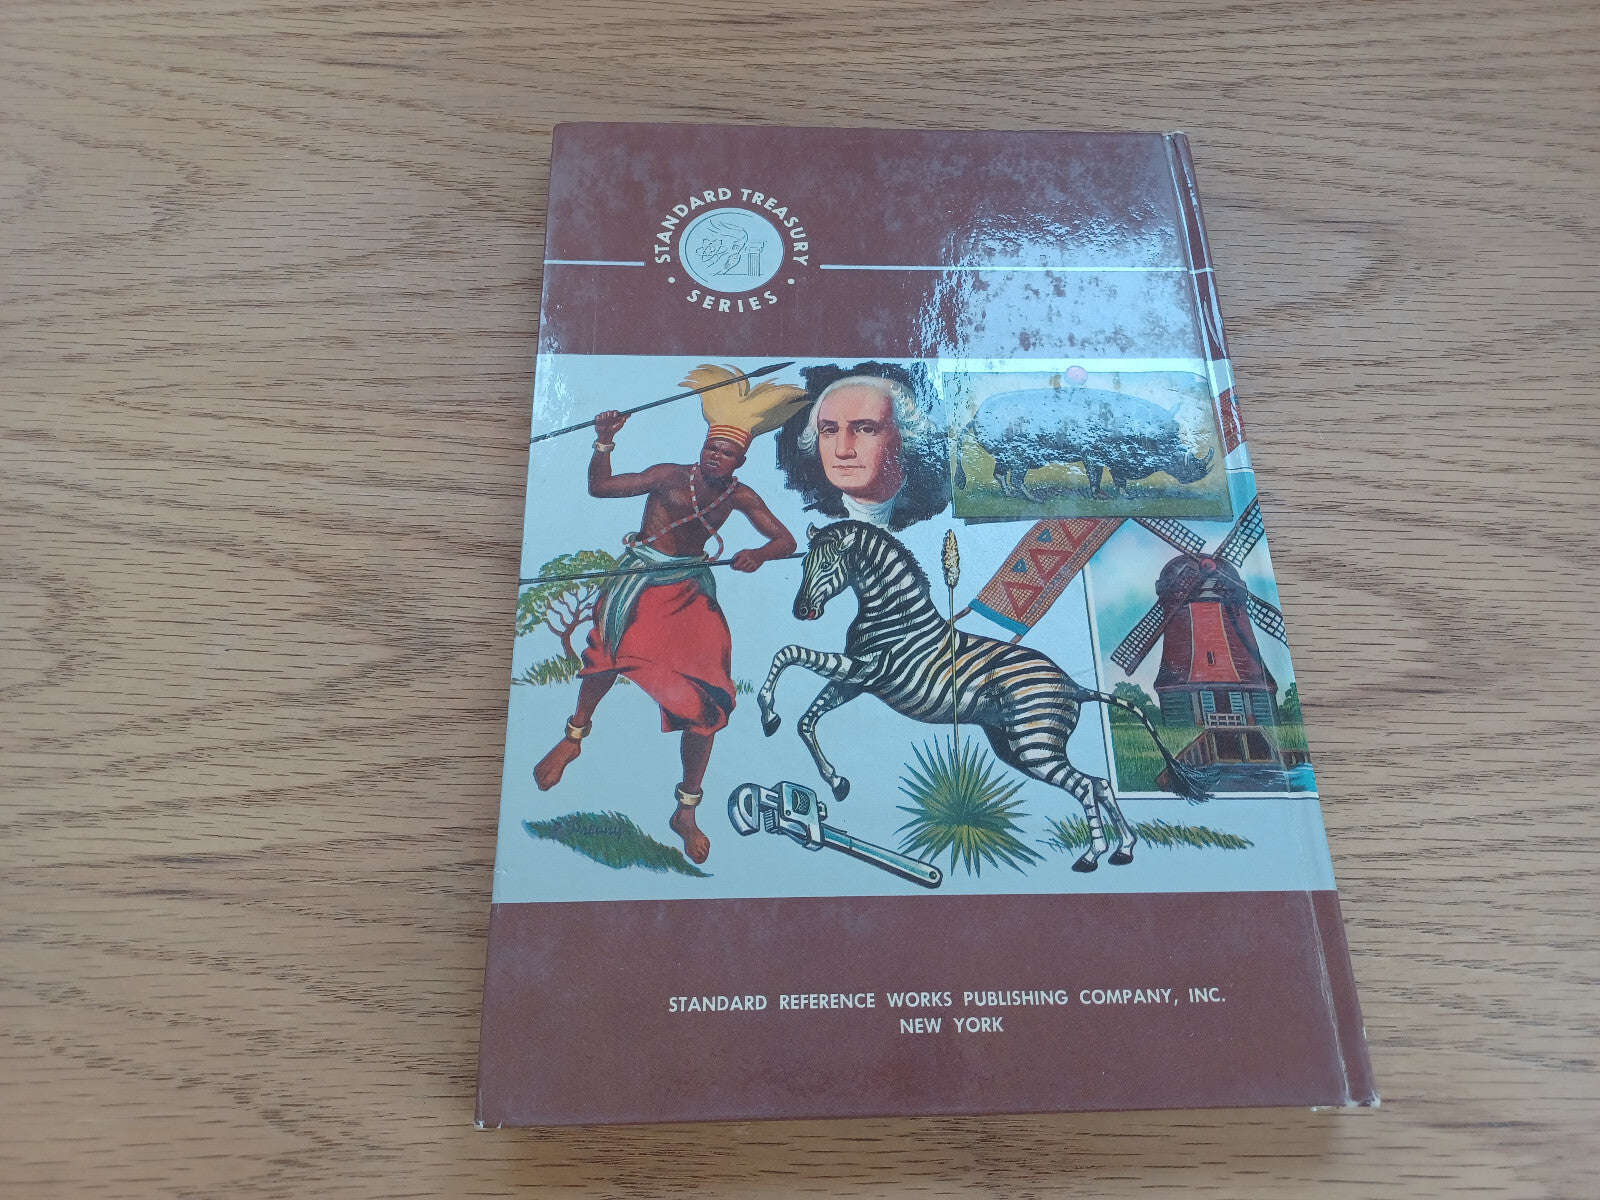 • STANDARD TREASURY •
SERIES
STANDARD REFERENCE WORKS PUBLISHING COMPANY, INC.
NEW YORK